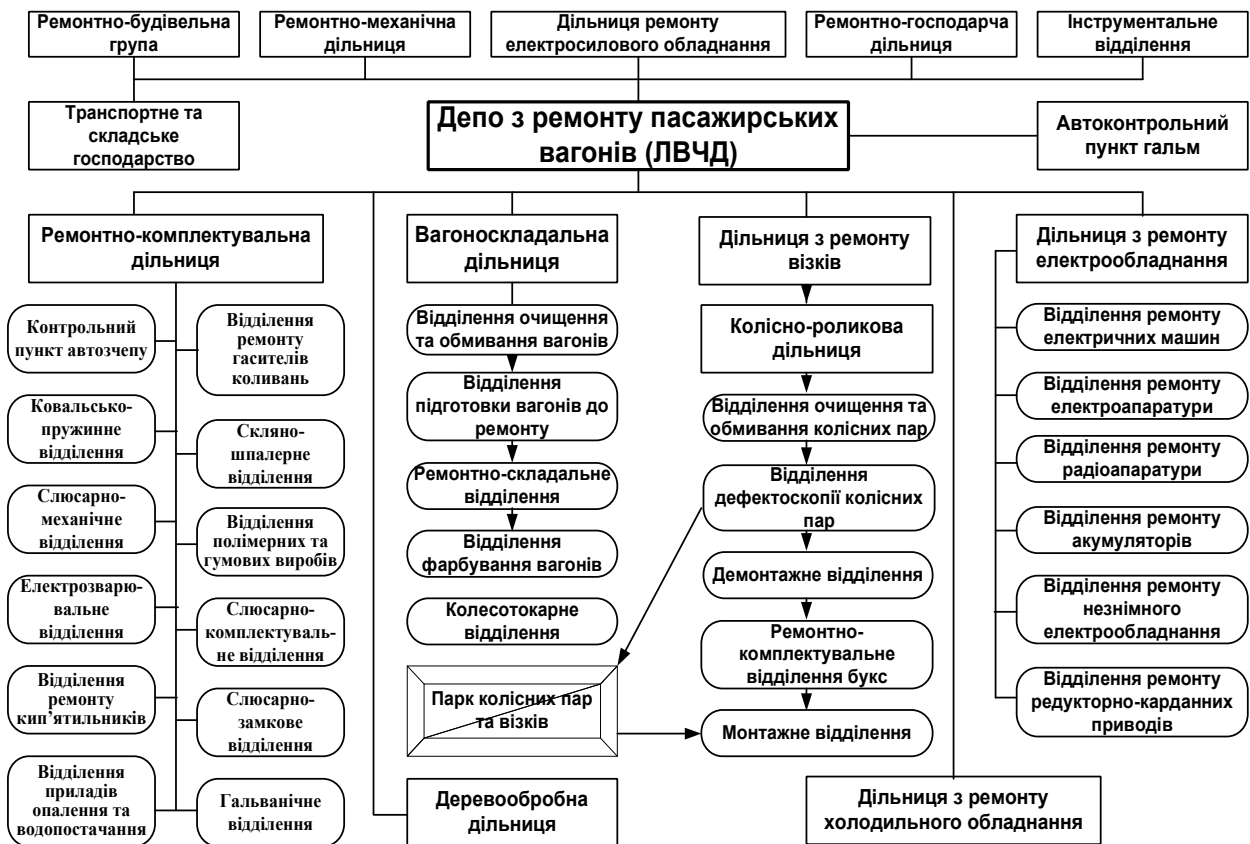 Ремонтно-будівельна
група
Ремонтно-механічна
дільниця
Дільниця ремонту
електросилового обладнання
Ремонтно-господарча
дільниця
Інструментальне
відділення
Транспортне та
складське
господарство
Депо з ремонту пасажирських
вагонів (ЛВЧД)
Автоконтрольний
пункт гальм
Ремонтно-комплектувальна
дільниця
Контрольний
пункт автозчепу
Відділення
ремонту
гасителів
коливань
Ковальсько-
пружинне
відділення
Скляно-
шпалерне
відділення
Слюсарно-
механічне
відділення
Відділення
полімерних та
гумових виробів
Електрозварю-
вальне
відділення
Слюсарно-
комплектуваль-
не відділення
Відділення
ремонту
кип’ятильників
Слюсарно-
замкове
відділення
Відділення
приладів
опалення та
водопостачання
Гальванічне
відділення
Вагоноскладальна
дільниця
Відділення очищення
та обмивання вагонів
Відділення
підготовки вагонів до
ремонту
Ремонтно-складальне
відділення
Відділення
фарбування вагонів
Колесотокарне
відділення
Парк колісних пар
та візків
Деревообробна
дільниця
Дільниця з ремонту
візків
Колісно-роликова
дільниця
Відділення очищення та
обмивання колісних пар
Відділення
дефектоскопії колісних
пар
Демонтажне відділення
Ремонтно-
комплектувальне
відділення букс
Монтажне відділення
Дільниця з ремонту
холодильного обладнання
Дільниця з ремонту
електрообладнання
Відділення ремонту
електричних машин
Відділення ремонту
електроапаратури
Відділення ремонту
радіоапаратури
Відділення ремонту
акумуляторів
Відділення ремонту
незнімного
електрообладнання
Відділення ремонту
редукторно-карданних
приводів